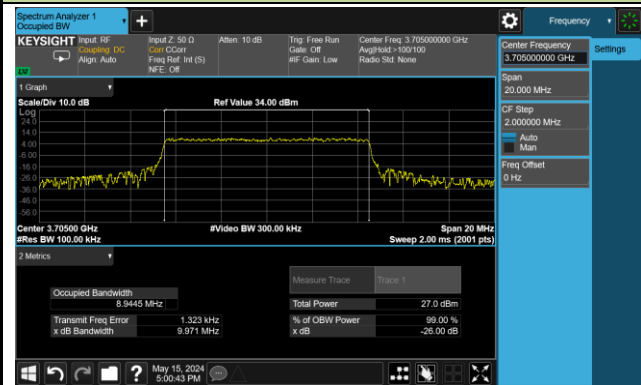 Spectrum Analyzer 1
Occupied BW
Frequency
KEYSIGHT
Input: RF
Coupling: DC
Align: Auto
Input Z: 50 Ω
Corr CCorr
Freq Ref: Int (S)
NFE: Off
Atten: 10 dB
Trig: Free Run
Gate: Off
#IF Gain: Low
Center Freq: 3.705000000 GHz
Avg|Hold:>100/100
Radio Std: None
Center Frequency
3.705000000 GHz
Settings
Span
20.000 MHz
CF Step
2.000000 MHz
Auto
Man
Freq Offset
0 Hz
1 Graph
Scale/Div 10.0 dB
Ref Value 34.00 dBm
Log
24.0
14.0
4.00
-6.00
-16.0
-26.0
-36.0
-46.0
-56.0
Center 3.70500 GHz
#Video BW 300.00 kHz
Span 20 MHz
#Res BW 100.00 kHz
Sweep 2.00 ms (2001 pts)
2 Metrics
Measure Trace
Trace 1
Occupied Bandwidth
8.9445 MHz
Total Power
27.0 dBm
Transmit Freq Error
1.323 kHz
% of OBW Power
99.00 %
x dB Bandwidth
9.971 MHz
x dB
-26.00 dB
May 15, 2024
5:00:43 PM